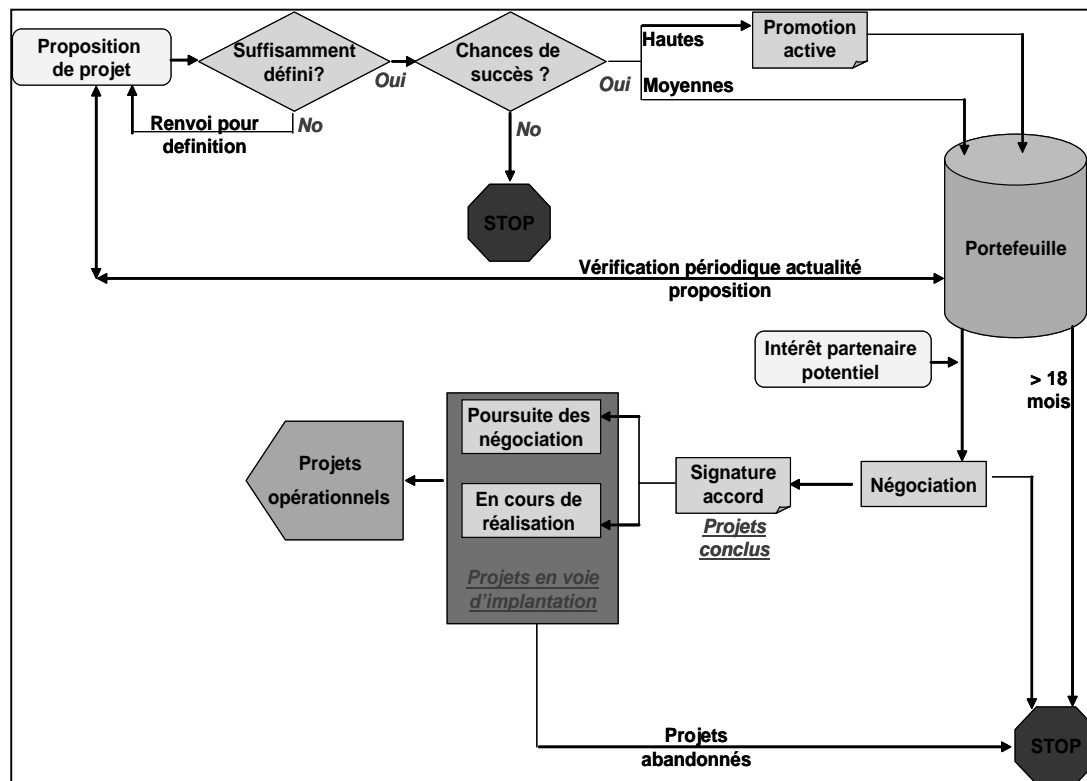 Proposition
de projet
Suffisamment
défini?
Oui
No
Renvoi pour
definition
Chances de
succès ?
Oui
No
STOP
Hautes
Moyennes
Promotion
active
Portefeuille
Vérification périodique actualité
proposition
Intérêt partenaire
potentiel
> 18
mois
Négociation
Signature
accord
Projets
conclus
Poursuite des
négociation
En cours de
réalisation
Projets en voie
d'implantation
Projets
opérationnels
Projets
abandonnés
STOP